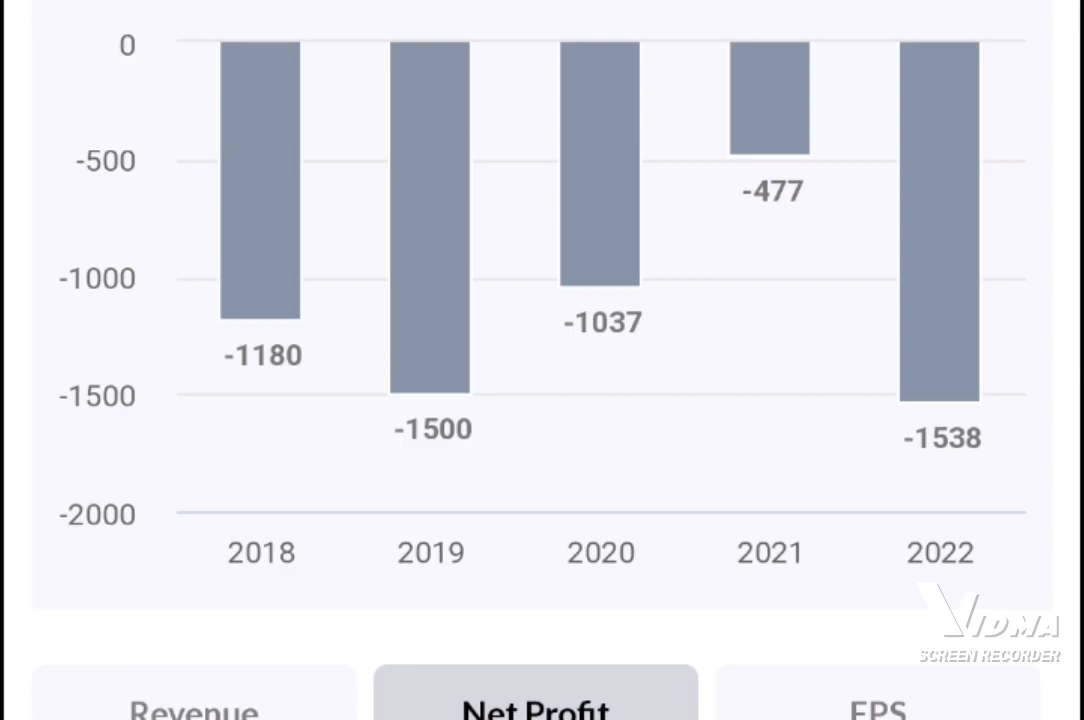 0
-500
-1000
-1500
-2000
-1180
-1500
-1037
-477
-1538
2018 2019 2020 2021 2022
VIDMA
SCREEN RECORDER
Revenue Net Profit EPS